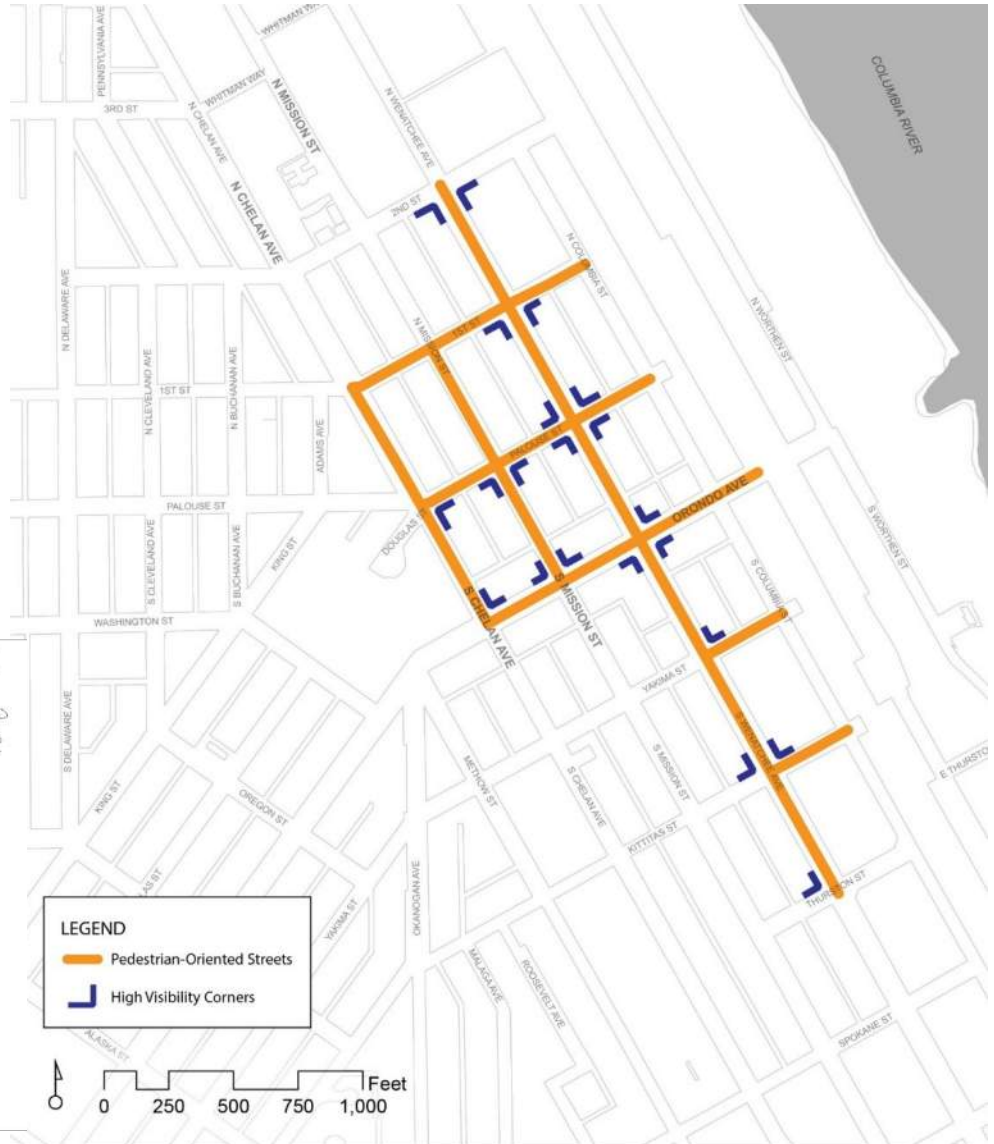 WHITMAN WAY
PENNSYLVANIA AVE
WHITMAN WAY
3RD ST
N CHELAN AVE
N MISSION ST
N WENATCHEE AVE
COLUMBIA RIVER
N CHELAN AVE
2ND ST
N COLUMBIA ST
N DELAWARE AVE
N WORTHEN ST
1ST ST
N MISSION ST
1ST ST
N CLEVELAND AVE
N BUCHANAN AVE
ADAMS AVE
PALOUSE ST
ORONDO AVE
PALOUSE ST
DOUGLAS
KING ST
S WORTHEN ST
S CLEVELAND AVE
S BUCHANAN AVE
S COLUMBIA ST
S CHELAN AVE
S MISSION ST
WASHINGTON ST
YAKIMA ST
S DELAWARE AVE
S WENATCHEE AVE
S MISSION ST
METHOW ST
S CHELAN AVE
E THURSTO
KING ST
OREGON ST
KITTITAS ST
LAS ST
YAKIMA ST
OKANOGAN AVE
THURSTON ST
MALAGA AVE
ROOSEVELT AVE
SPOKANE ST
ALASKA ST
LEGEND
Pedestrian-Oriented Streets
High Visibility Corners
Feet
0 250 500 750 1,000